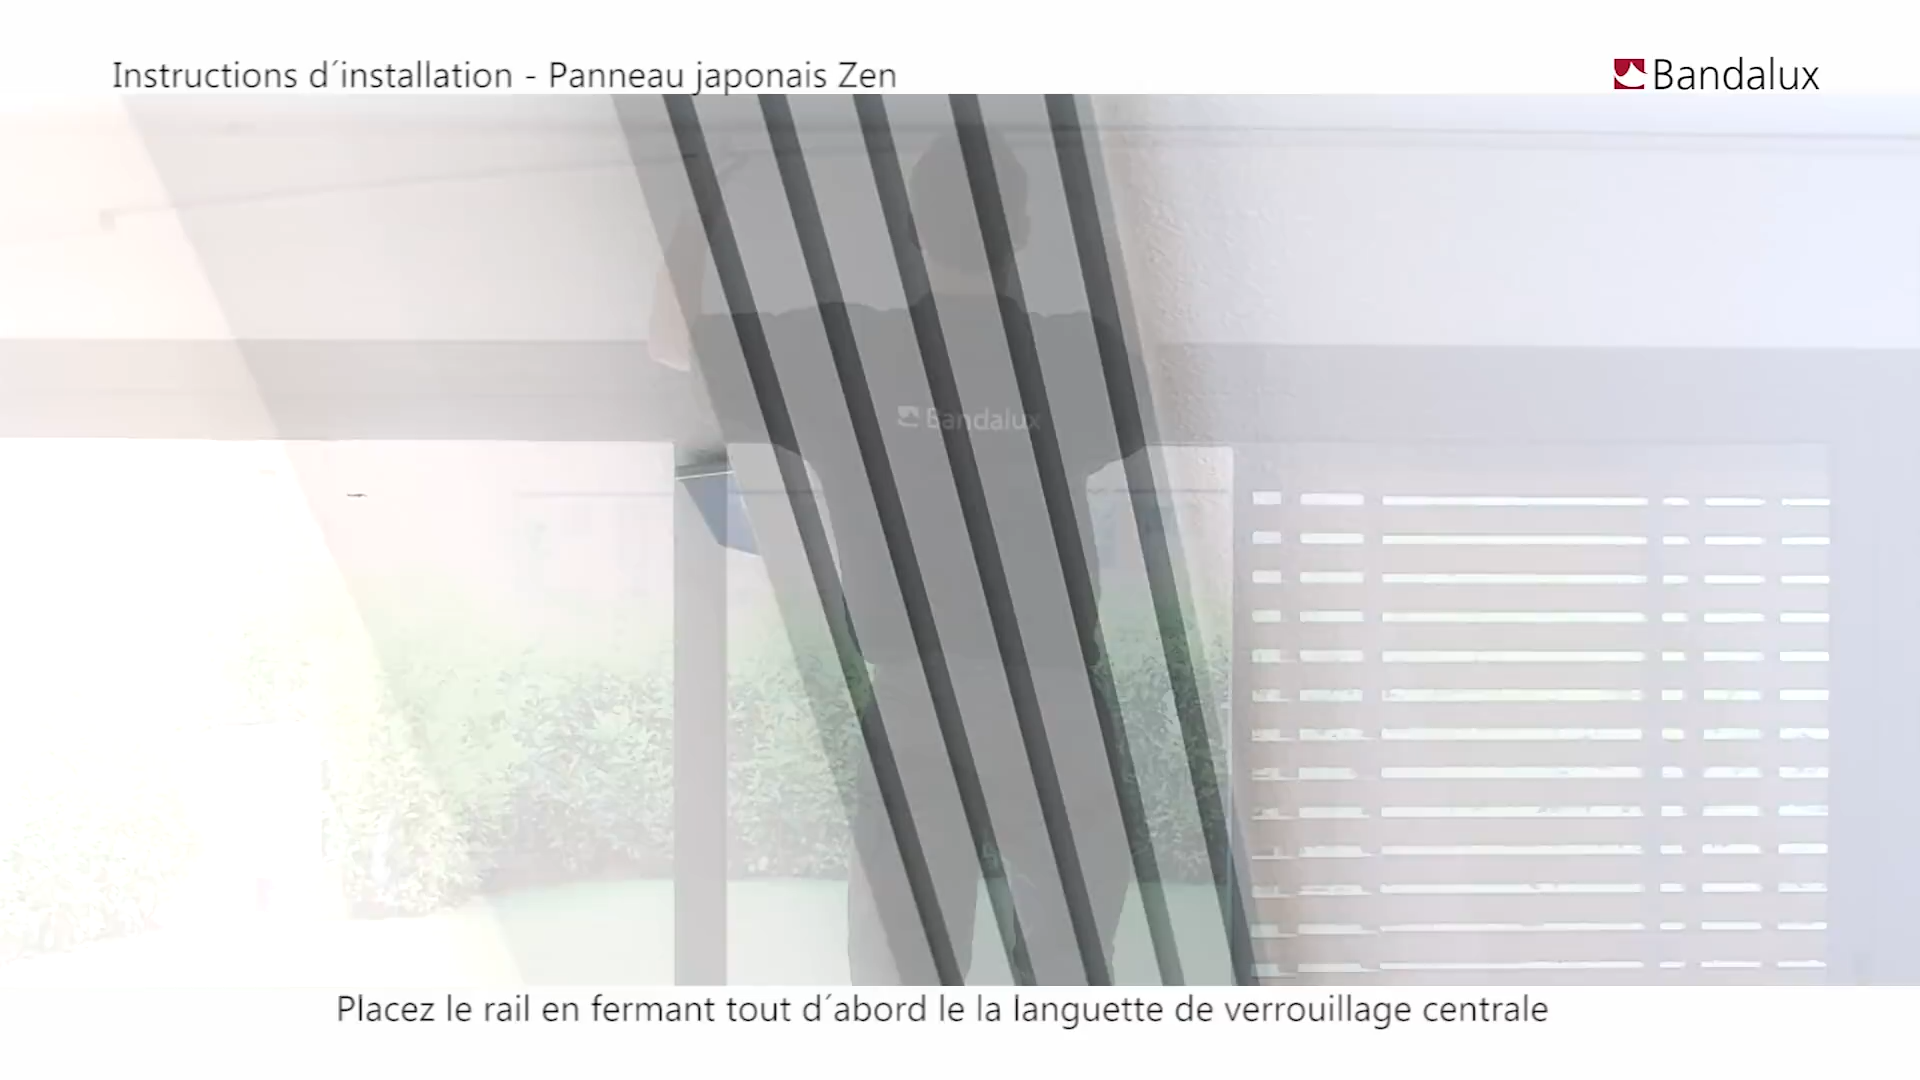 Instructions d´installation - Panneau japonais Zen
Bandalux
Bandalux
Placez le rail en fermant tout d´abord le la languette de verrouillage centrale